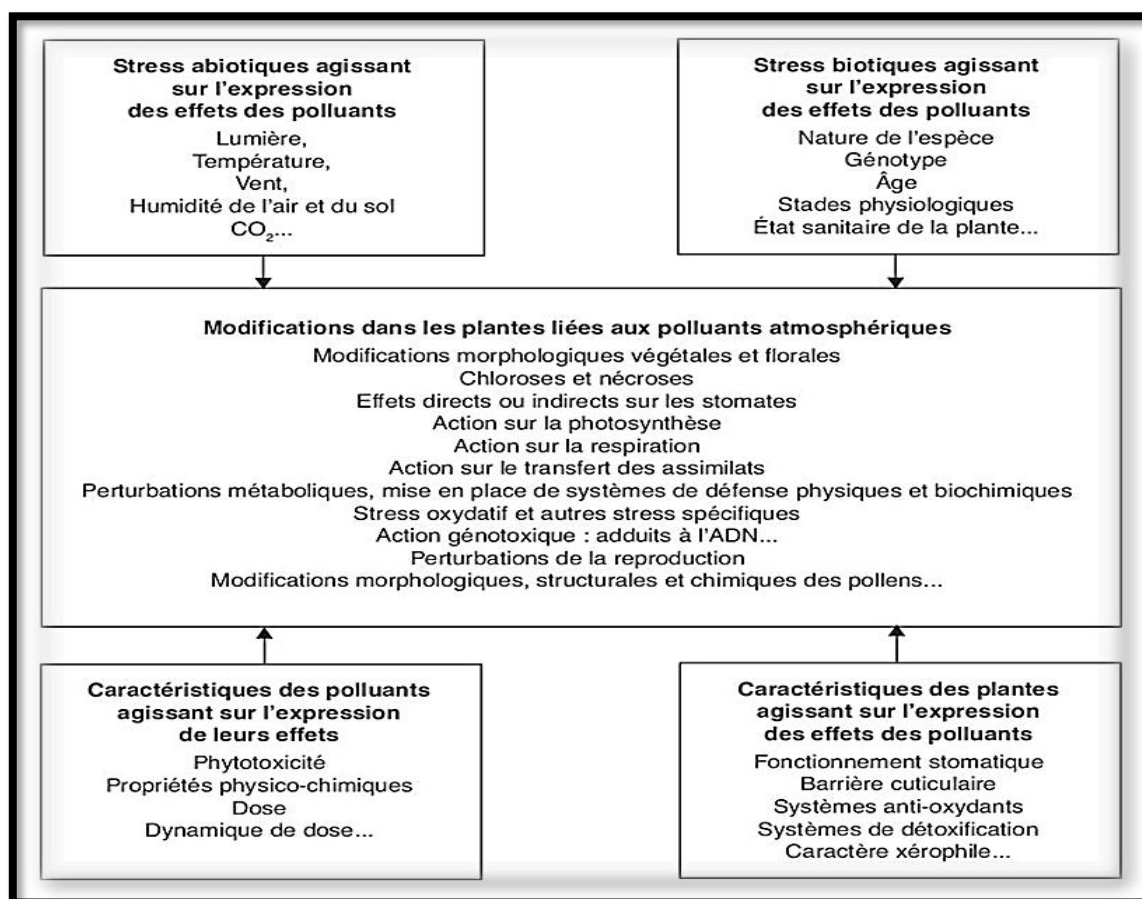 Stress abiotiques agissant
sur l'expression
des effets des polluants
Lumière,
Température,
Vent,
Humidité de l'air et du sol
CO₂...
Stress biotiques agissant
sur l'expression
des effets des polluants
Nature de l'espèce
Génotype
Âge
Stades physiologiques
État sanitaire de la plante...
Modifications dans les plantes liées aux polluants atmosphériques
Modifications morphologiques végétales et florales
Chloroses et nécroses
Effets directs ou indirects sur les stomates
Action sur la photosynthèse
Action sur la respiration
Action sur le transfert des assimilats
Perturbations métaboliques, mise en place de systèmes de défense physiques et biochimiques
Stress oxydatif et autres stress spécifiques
Action génotoxique : adduits à l'ADN...
Perturbations de la reproduction
Modifications morphologiques, structurales et chimiques des pollens...
Caractéristiques des polluants
agissant sur l'expression
de leurs effets
Phytotoxicité
Propriétés physico-chimiques
Dose
Dynamique de dose...
Caractéristiques des plantes
agissant sur l'expression
des effets des polluants
Fonctionnement stomatique
Barrière cuticulaire
Systèmes anti-oxydants
Systèmes de détoxification
Caractère xérophile...